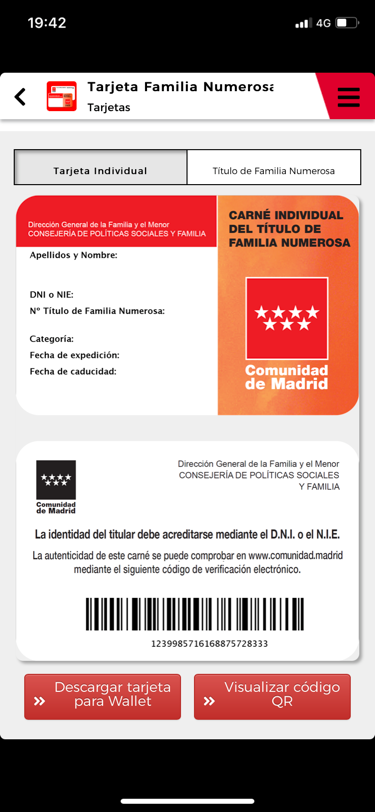 19:42
4G
Tarjeta Familia Numerosa
Tarjetas
Tarjeta Individual
Título de Familia Numerosa
Dirección General de la Familia y el Menor
CONSEJERÍA DE POLÍTICAS SOCIALES Y FAMILIA
Apellidos y Nombre:
DNI o NIE:
Nº Título de Familia Numerosa:
Categoría:
Fecha de expedición:
Fecha de caducidad:
CARNÉ INDIVIDUAL
DEL TÍTULO DE
FAMILIA NUMEROSA
Comunidad
de Madrid
Comunidad
de Madrid
Dirección General de la Familia y el Menor
CONSEJERÍA DE POLÍTICAS SOCIALES
Y FAMILIA
La identidad del titular debe acreditarse mediante el D.N.I. o el N.I.E.
La autenticidad de este carné se puede comprobar en www.comunidad.madrid
mediante el siguiente código de verificación electrónico.
1239985716168875728333
Descargar tarjeta
para Wallet
Visualizar código
QR